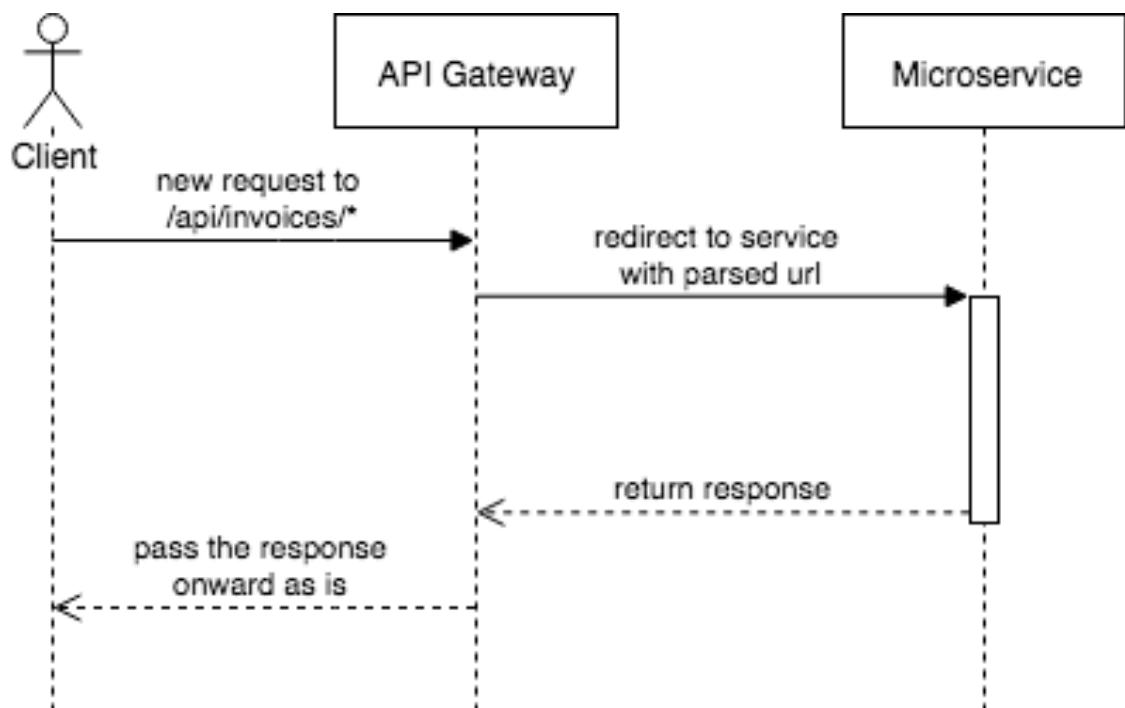 API Gateway
Microservice
Client
new request to
/api/invoices/*
redirect to service
with parsed url
return response
pass the response
onward as is